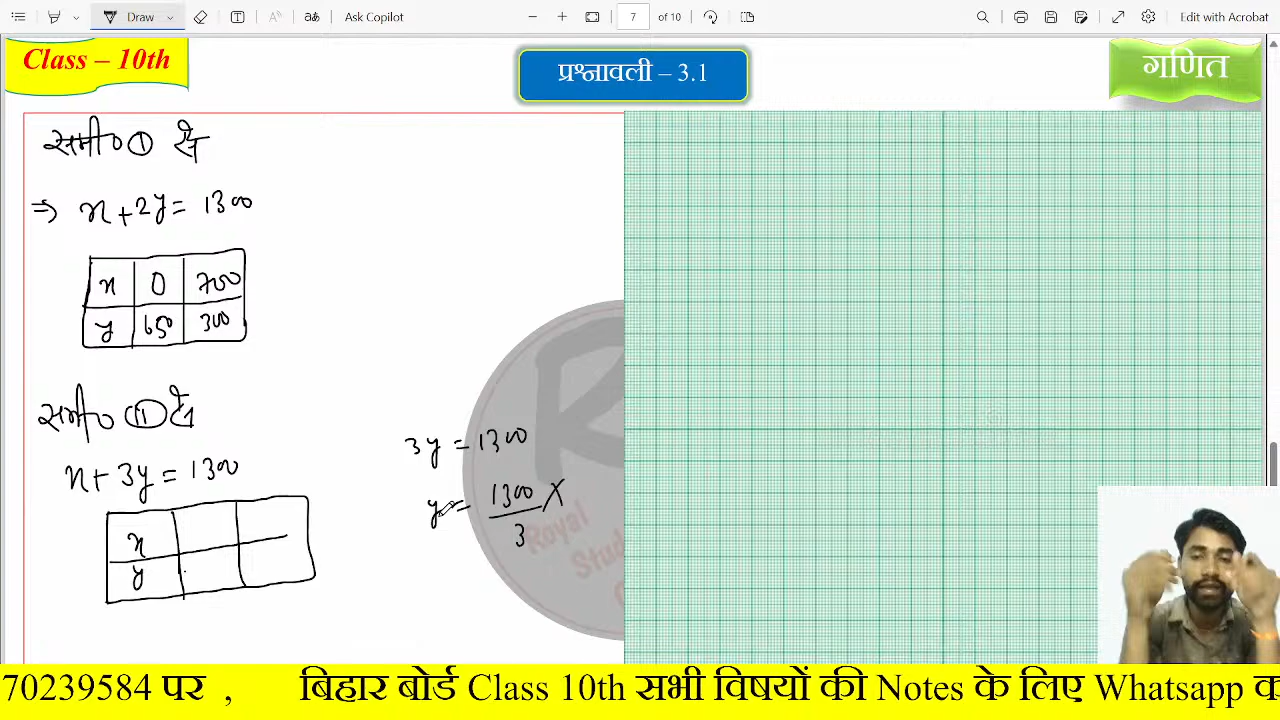 Draw
Ask Copilot
7 of 10
Edit with Acrobat
Class – 10th
प्रश्नावली – 3.1
गणित
समी० ① से
⇒ x + 2y = 1300
x 0 700
y 650 300
समी० ⑪ से
x + 3y = 1300
x
y
3y = 1300
y = 1300/3 X
Royal
70239584 पर , बिहार बोर्ड Class 10th सभी विषयों की Notes के लिए Whatsapp क